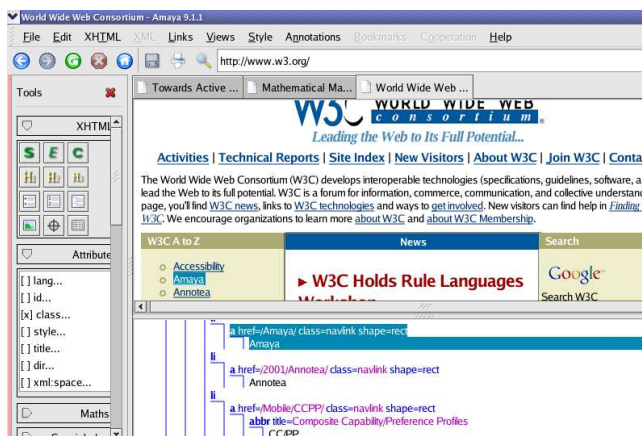 World Wide Web Consortium - Amaya 9.1.1
File Edit XHTML XML Links Views Style Annotations Bookmarks Cooperation Help
http://www.w3.org/
Tools
Towards Active ... Mathematical Ma... World Wide Web ...
XHTML
S E C
H1 H2 H3
Attribute
[ ] lang...
[ ] id...
[x] class...
[ ] style...
[ ] title...
[ ] dir...
[ ] xml:space...
Maths
W3C WORLD WIDE WEB
consortium
Leading the Web to Its Full Potential...
Activities | Technical Reports | Site Index | New Visitors | About W3C | Join W3C | Conta
The World Wide Web Consortium (W3C) develops interoperable technologies (specifications, guidelines, software, a
lead the Web to its full potential. W3C is a forum for information, commerce, communication, and collective understan
page, you'll find W3C news, links to W3C technologies and ways to get involved. New visitors can find help in Finding
W3C. We encourage organizations to learn more about W3C and about W3C Membership.
W3C A to Z
Accessibility
Amaya
Annotea
News
▸ W3C Holds Rule Languages
Workshop
Search
Google™
Search W3C
li
a href=/Amaya/ class=navlink shape=rect
Amaya
li
a href=/2001/Annotea/ class=navlink shape=rect
Annotea
li
a href=/Mobile/CCPP/ class=navlink shape=rect
abbr title=Composite Capability/Preference Profiles
CC/PP